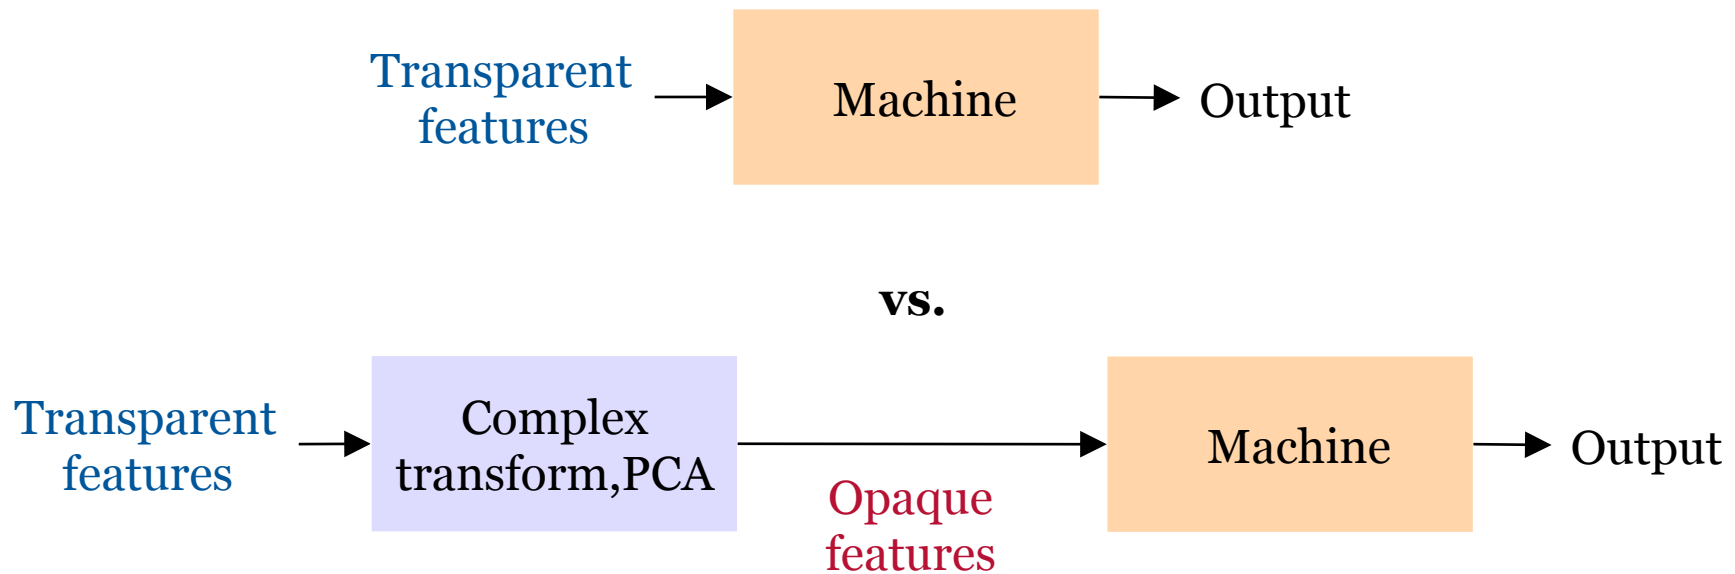 Transparent
features
Machine
Output
vs.
Transparent
features
Complex
transform,PCA
Opaque
features
Machine
Output